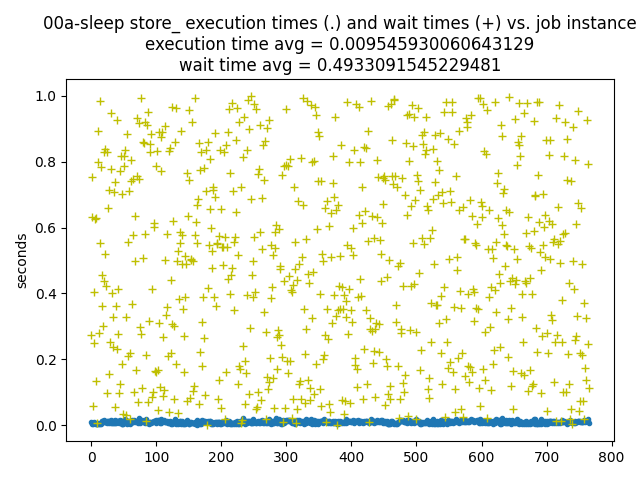 00a-sleep store_ execution times (.) and wait times (+) vs. job instance
execution time avg = 0.009545930060643129
wait time avg = 0.4933091545229481
1.0
0.8
0.6
0.4
0.2
0.0
seconds
0 100 200 300 400 500 600 700 800